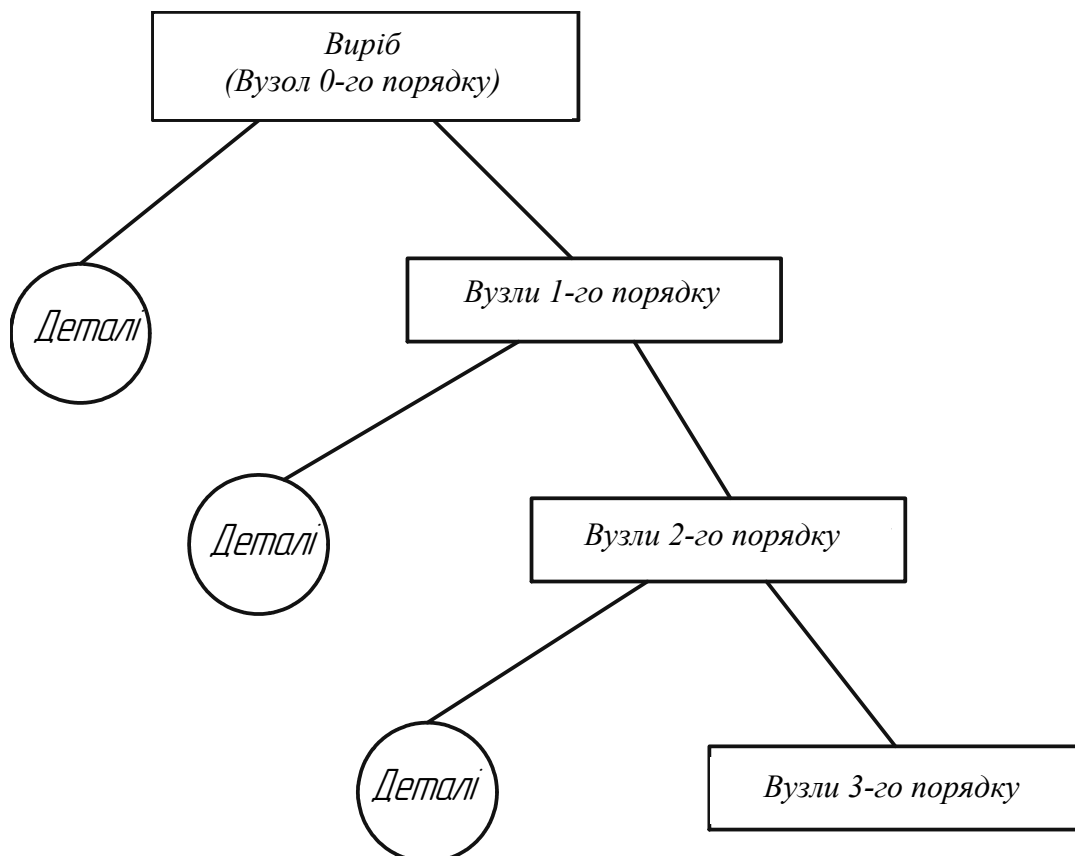 Виріб
(Вузол 0-го порядку)
Деталі
Вузли 1-го порядку
Деталі
Вузли 2-го порядку
Деталі
Вузли 3-го порядку